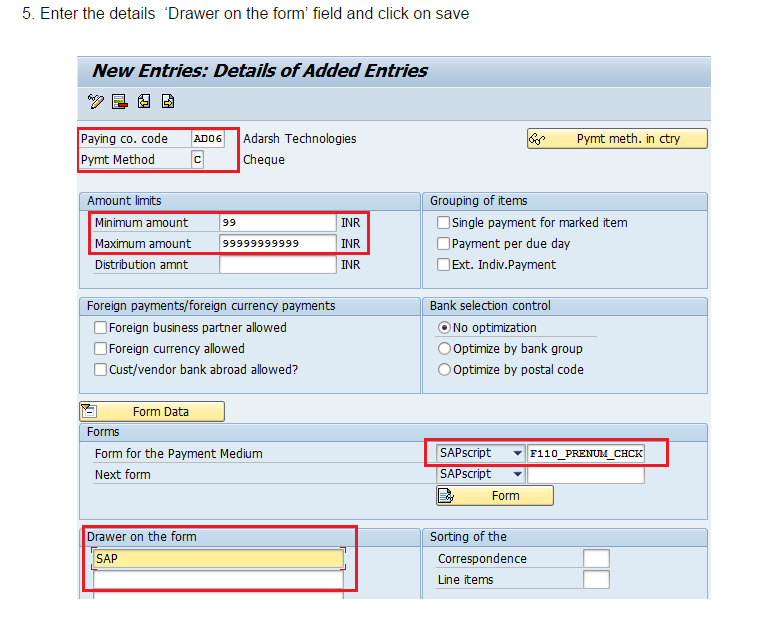 5. Enter the details ‘Drawer on the form’ field and click on save
New Entries: Details of Added Entries
Paying co. code AD06 Adarsh Technologies Pymt meth. in ctry
Pymt Method C Cheque
Amount limits Grouping of items
Minimum amount 99 INR Single payment for marked item
Maximum amount 99999999999 INR Payment per due day
Distribution amnt INR Ext. Indiv.Payment
Foreign payments/foreign currency payments Bank selection control
Foreign business partner allowed No optimization
Foreign currency allowed Optimize by bank group
Cust/vendor bank abroad allowed? Optimize by postal code
Form Data
Forms
Form for the Payment Medium SAPscript F110_PRENUM_CHCK
Next form SAPscript
Form
Drawer on the form Sorting of the
SAP Correspondence
Line items